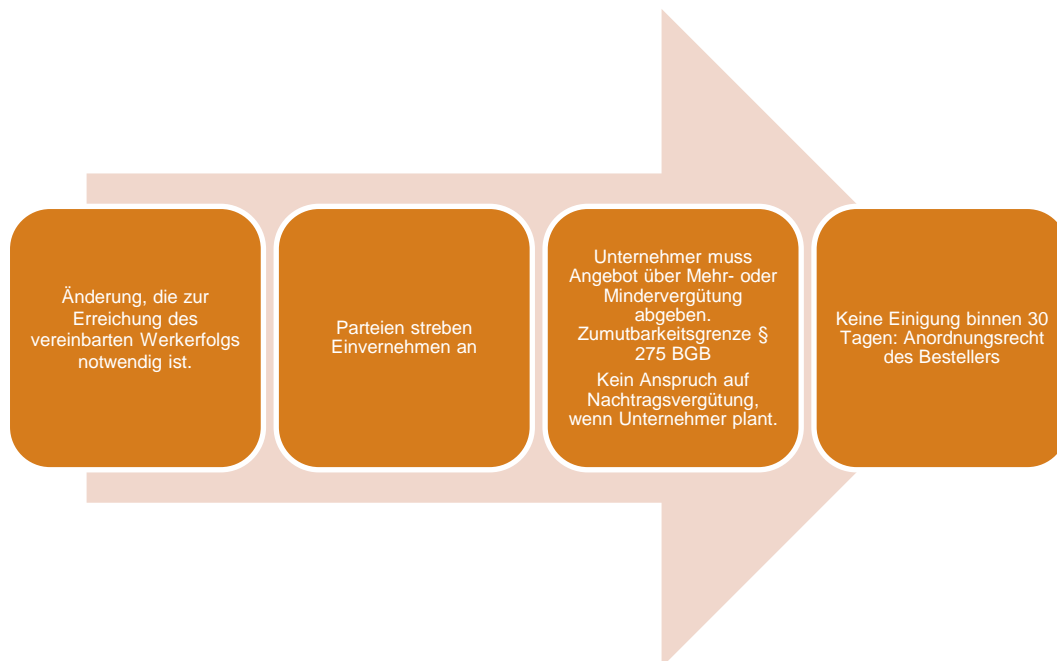 Änderung, die zur
Erreichung des
vereinbarten Werkerfolgs
notwendig ist.
Parteien streben
Einvernehmen an
Unternehmer muss
Angebot über Mehr- oder
Mindervergütung
abgeben.
Zumutbarkeitsgrenze §
275 BGB
Kein Anspruch auf
Nachtragsvergütung,
wenn Unternehmer plant.
Keine Einigung binnen 30
Tagen: Anordnungsrecht
des Bestellers